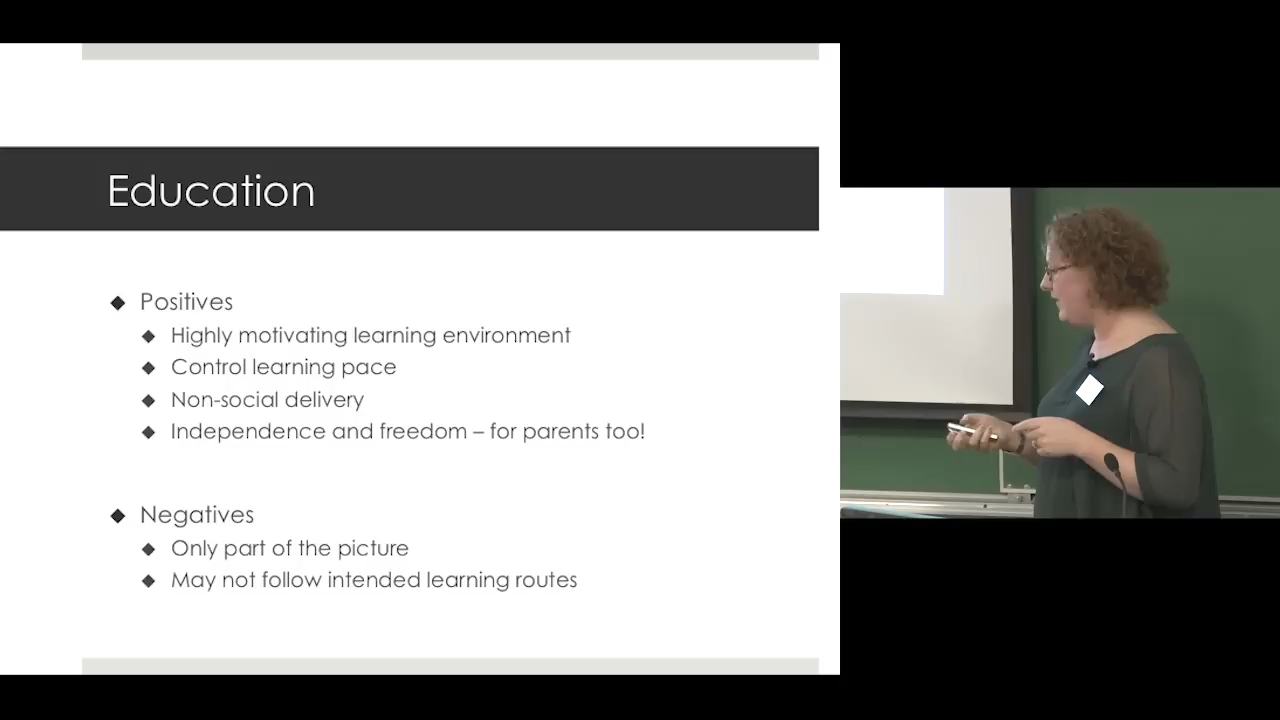 Education
Positives
Highly motivating learning environment
Control learning pace
Non-social delivery
Independence and freedom – for parents too!
Negatives
Only part of the picture
May not follow intended learning routes